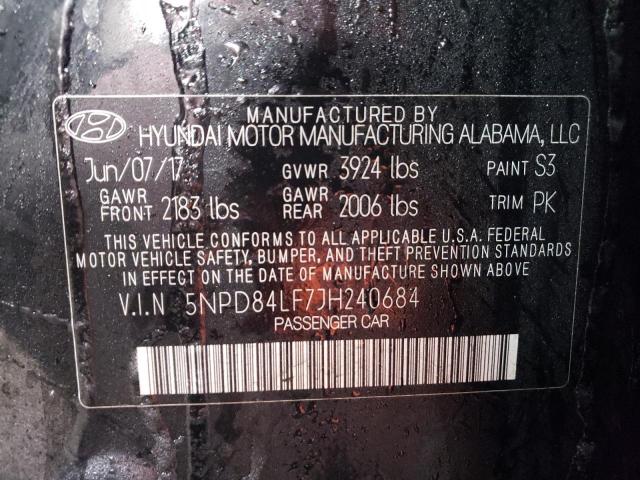 MANUFACTURED BY
HYUNDAI MOTOR MANUFACTURING ALABAMA, LLC
Jun/07/17 GVWR 3924 lbs PAINT S3
GAWR FRONT 2183 lbs GAWR REAR 2006 lbs TRIM PK
THIS VEHICLE CONFORMS TO ALL APPLICABLE U.S.A. FEDERAL
MOTOR VEHICLE SAFETY, BUMPER, AND THEFT PREVENTION STANDARDS
IN EFFECT ON THE DATE OF MANUFACTURE SHOWN ABOVE
V.I.N 5NPD84LF7JH240684
PASSENGER CAR